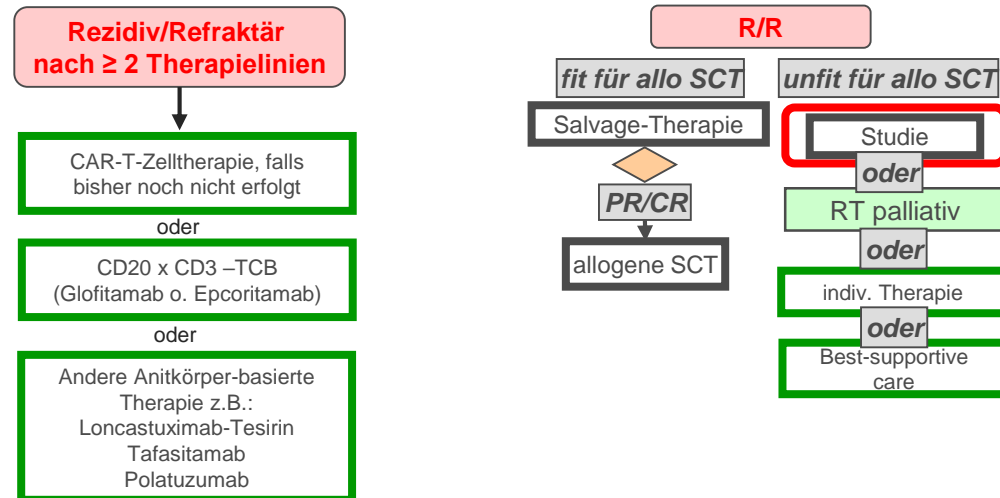 Rezidiv/Refraktär
nach ≥ 2 Therapielinien
CAR-T-Zelltherapie, falls
bisher noch nicht erfolgt
oder
CD20 x CD3 –TCB
(Glofitamab o. Epcoritamab)
oder
Andere Anitkörper-basierte
Therapie z.B.:
Loncastuximab-Tesirin
Tafasitamab
Polatuzumab
R/R
fit für allo SCT
Salvage-Therapie
PR/CR
allogene SCT
unfit für allo SCT
Studie
oder
RT palliativ
oder
indiv. Therapie
oder
Best-supportive
care